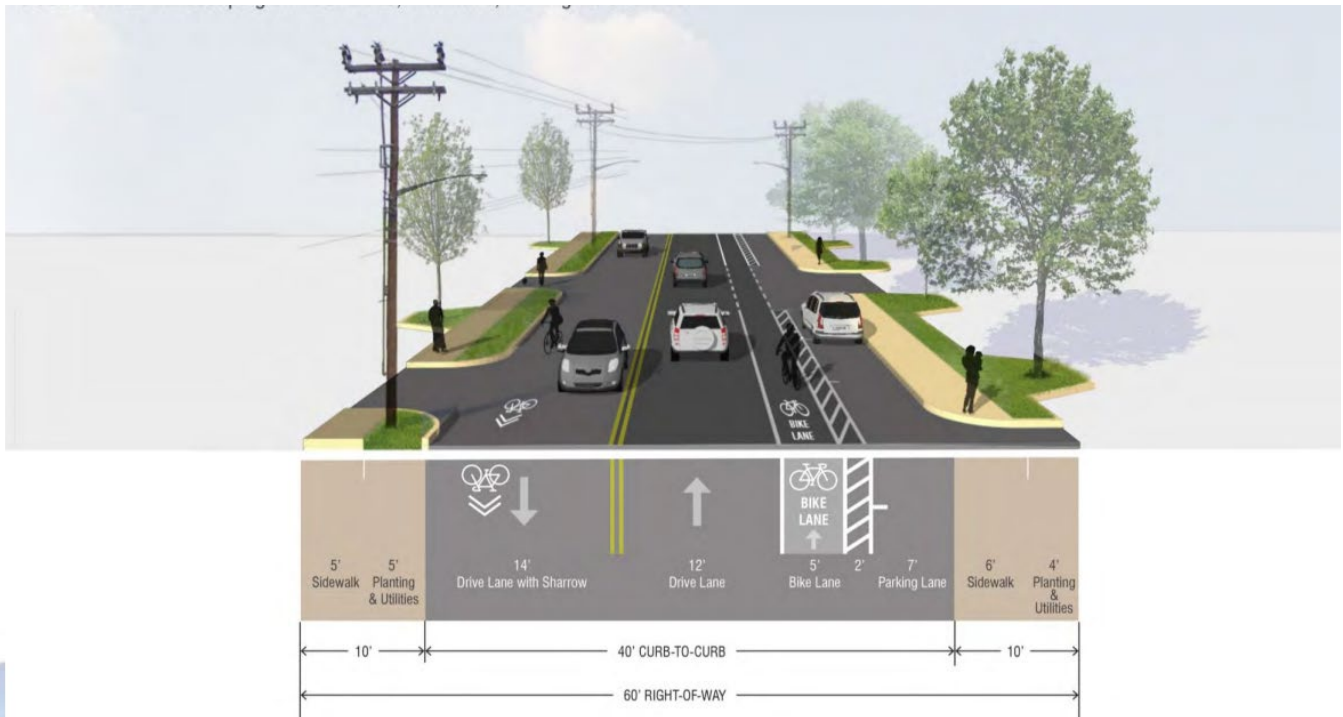 BIKE
LANE
BIKE
LANE
5'
Sidewalk
5'
Planting
& Utilities
14'
Drive Lane with Sharrow
12'
Drive Lane
5'
Bike Lane
2'
7'
Parking Lane
6'
Sidewalk
4'
Planting
&
Utilities
10'
40' CURB-TO-CURB
10'
60' RIGHT-OF-WAY